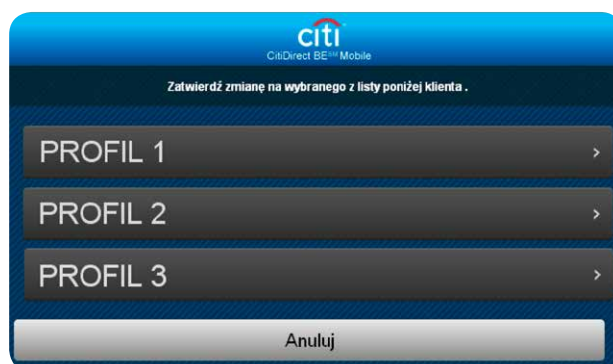 citi
CitiDirect BE℠ Mobile
Zatwierdź zmianę na wybranego z listy poniżej klienta .
PROFIL 1
PROFIL 2
PROFIL 3
Anuluj